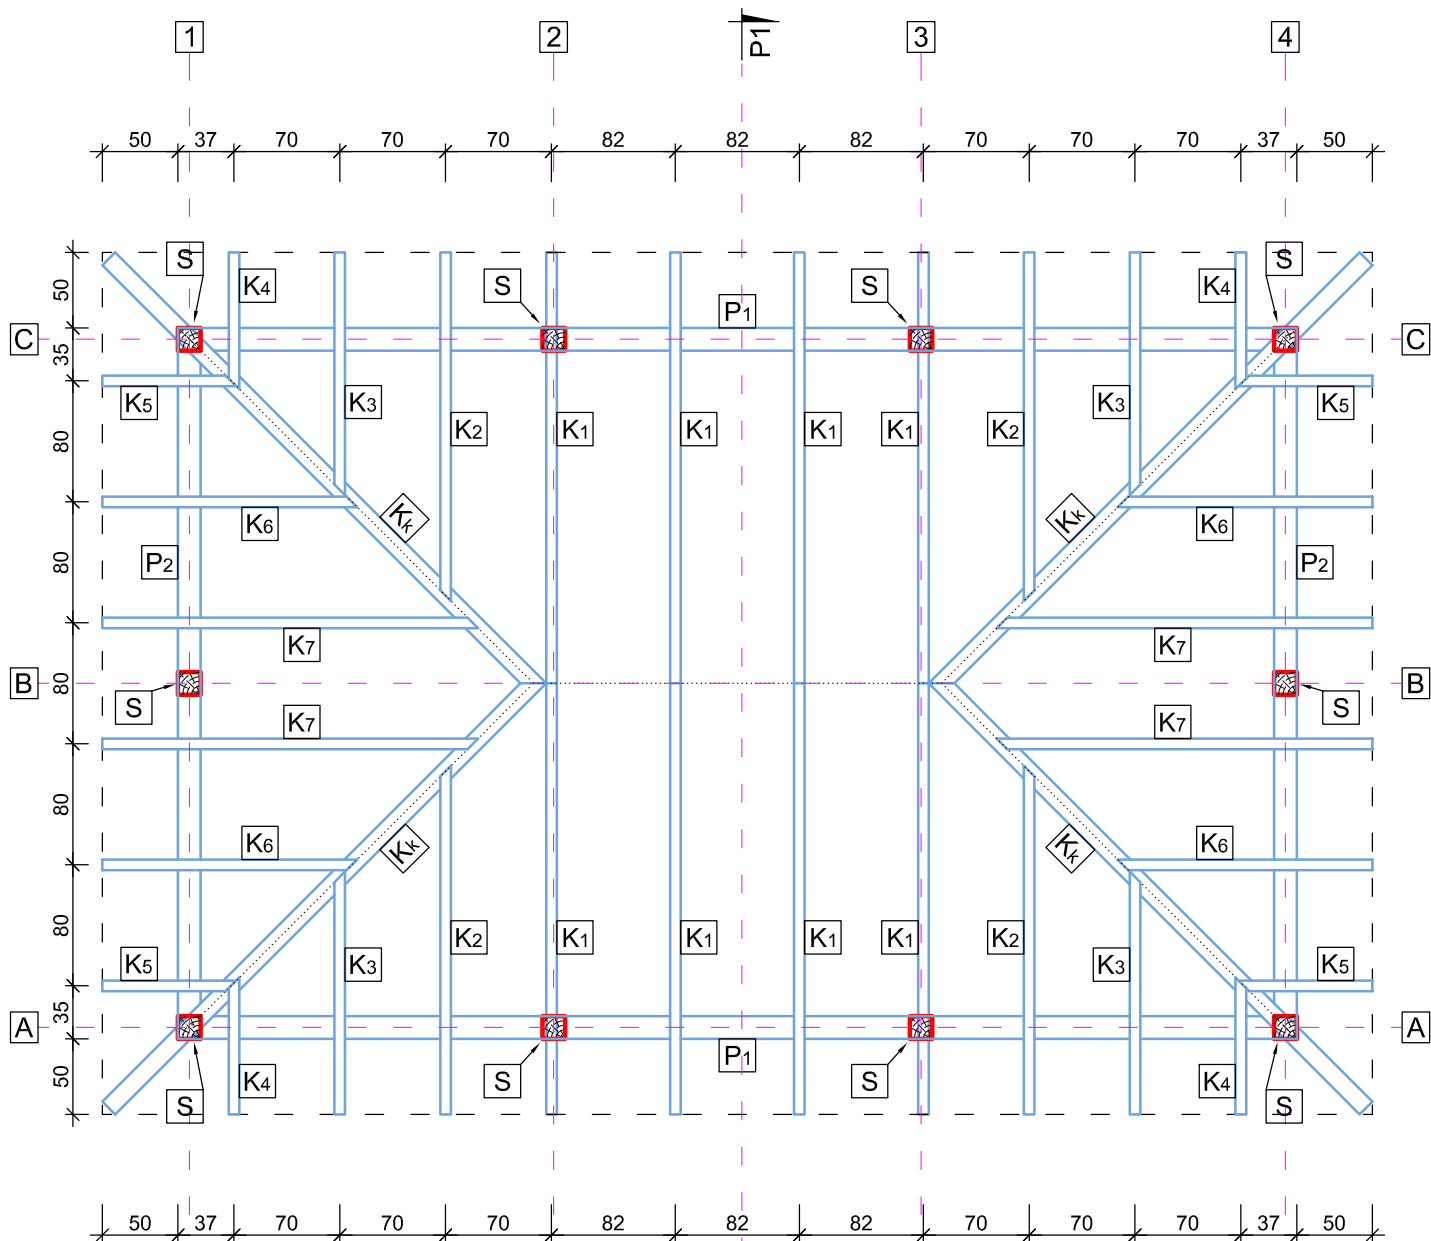 1 2 P1 3 4
50 37 70 70 70 82 82 82 70 70 70 37 50
S S
50 K4 S S K4
P1
C C
35
K5 K3 K3 K5
80 K2 K1 K1 K1 K1 K2
K6 Kk Kk K6
80 P2 P2
K7 K7
B 80 B
S S
K7 K7
80
K6 Kk Kk K6
80 K2 K1 K1 K1 K1 K2
K5 K3 K3 K5
35
A A
P1
50 K4 S S K4
S S
50 37 70 70 70 82 82 82 70 70 70 37 50